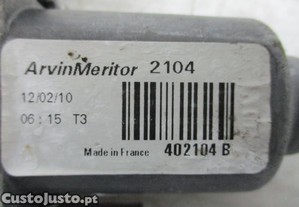 ArvinMeritor 2104
12/02/10
06:15 T3
Made in France 402104 B
CustoJusto.pt